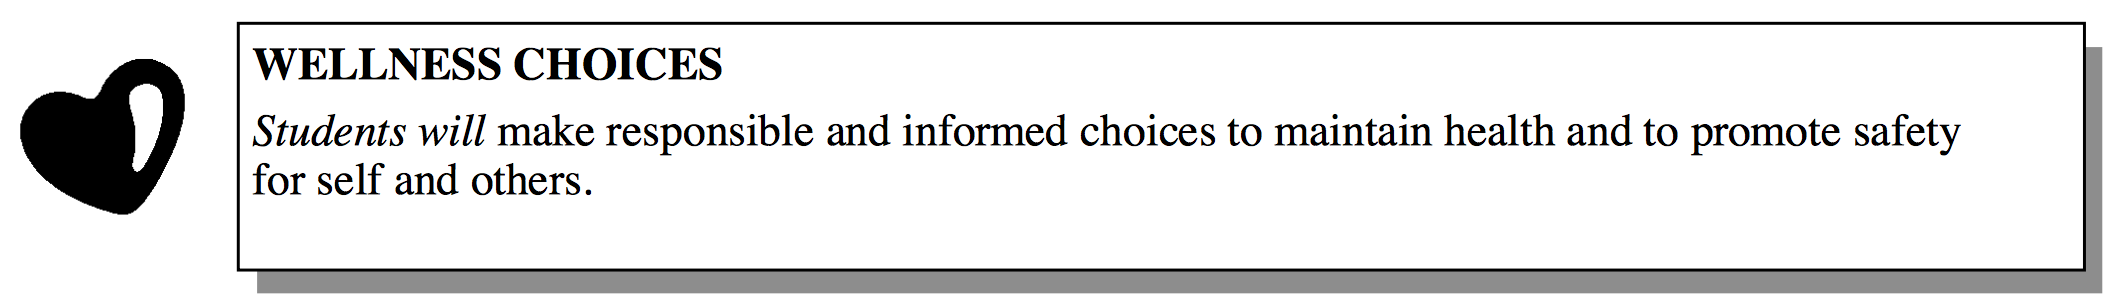 WELLNESS CHOICES
Students will make responsible and informed choices to maintain health and to promote safety
for self and others.